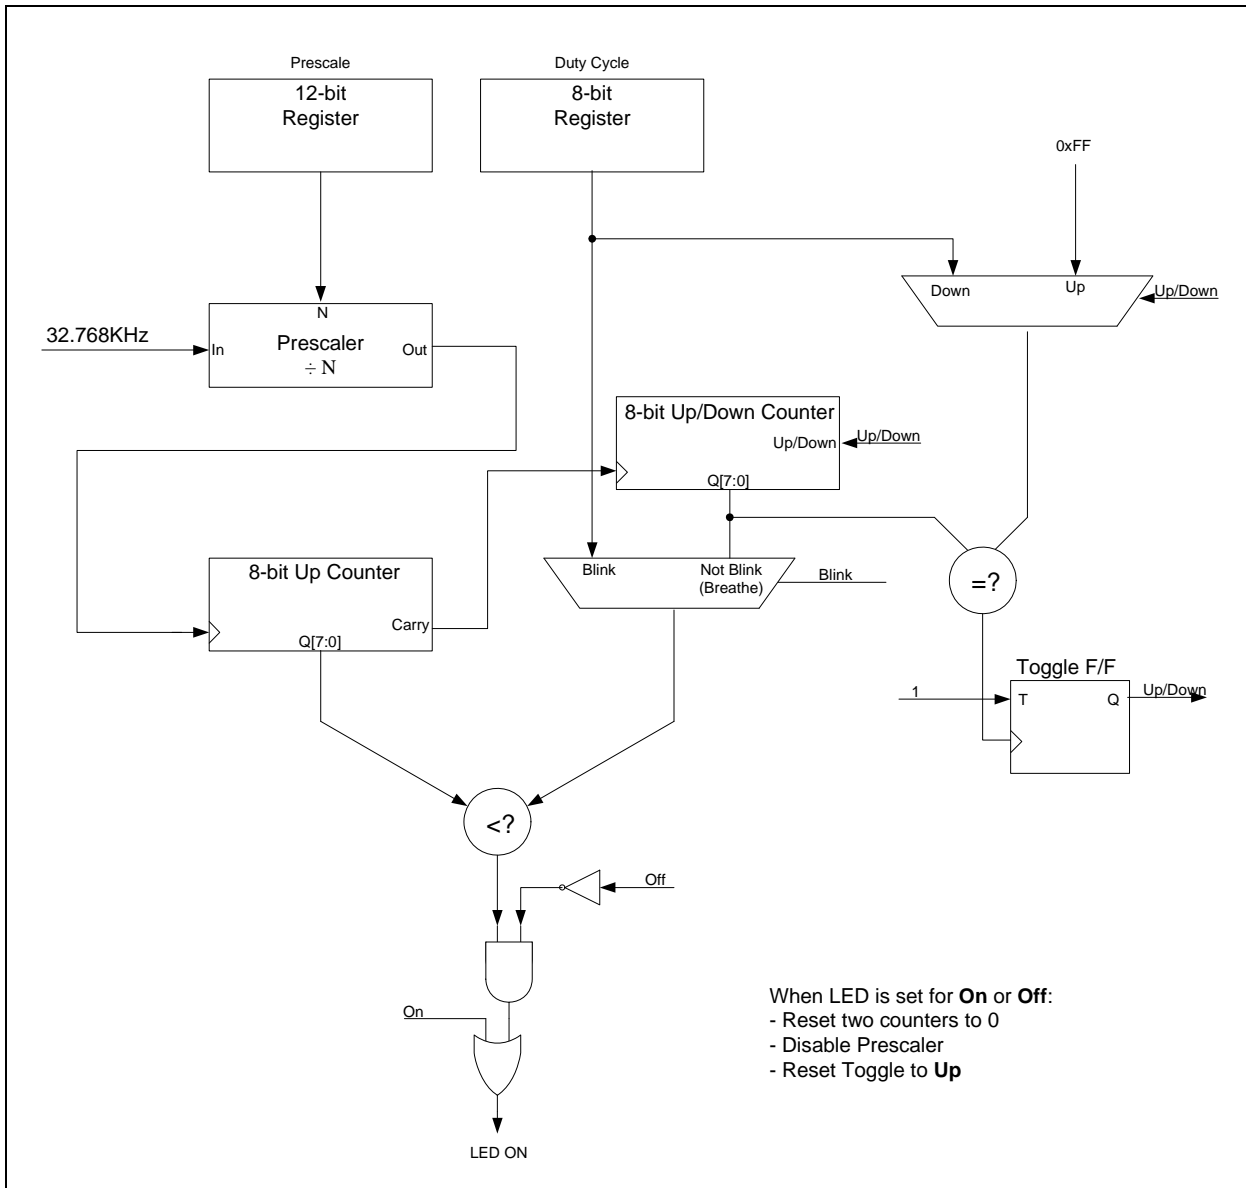 Prescale
Duty Cycle
12-bit
Register
8-bit
Register
0xFF
Down
Up
Up/Down
N
32.768KHz
In
Prescaler
÷ N
Out
8-bit Up/Down Counter
Up/Down
Up/Down
Q[7:0]
8-bit Up Counter
Carry
Q[7:0]
Blink
Not Blink
(Breathe)
Blink
=?
Toggle F/F
1
T
Q
Up/Down
<?
Off
On
LED ON
When LED is set for On or Off:
- Reset two counters to 0
- Disable Prescaler
- Reset Toggle to Up